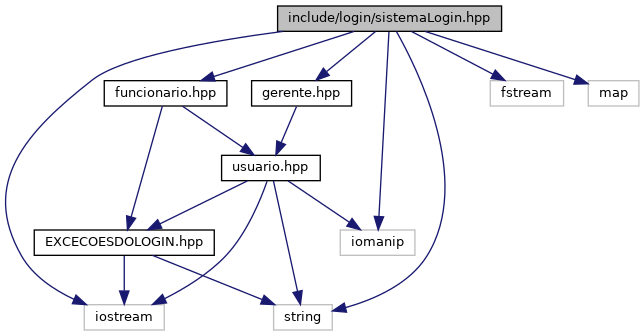 include/login/sistemaLogin.hpp
funcionario.hpp
gerente.hpp
fstream
map
usuario.hpp
EXCECOESDOLOGIN.hpp
iomanip
iostream
string